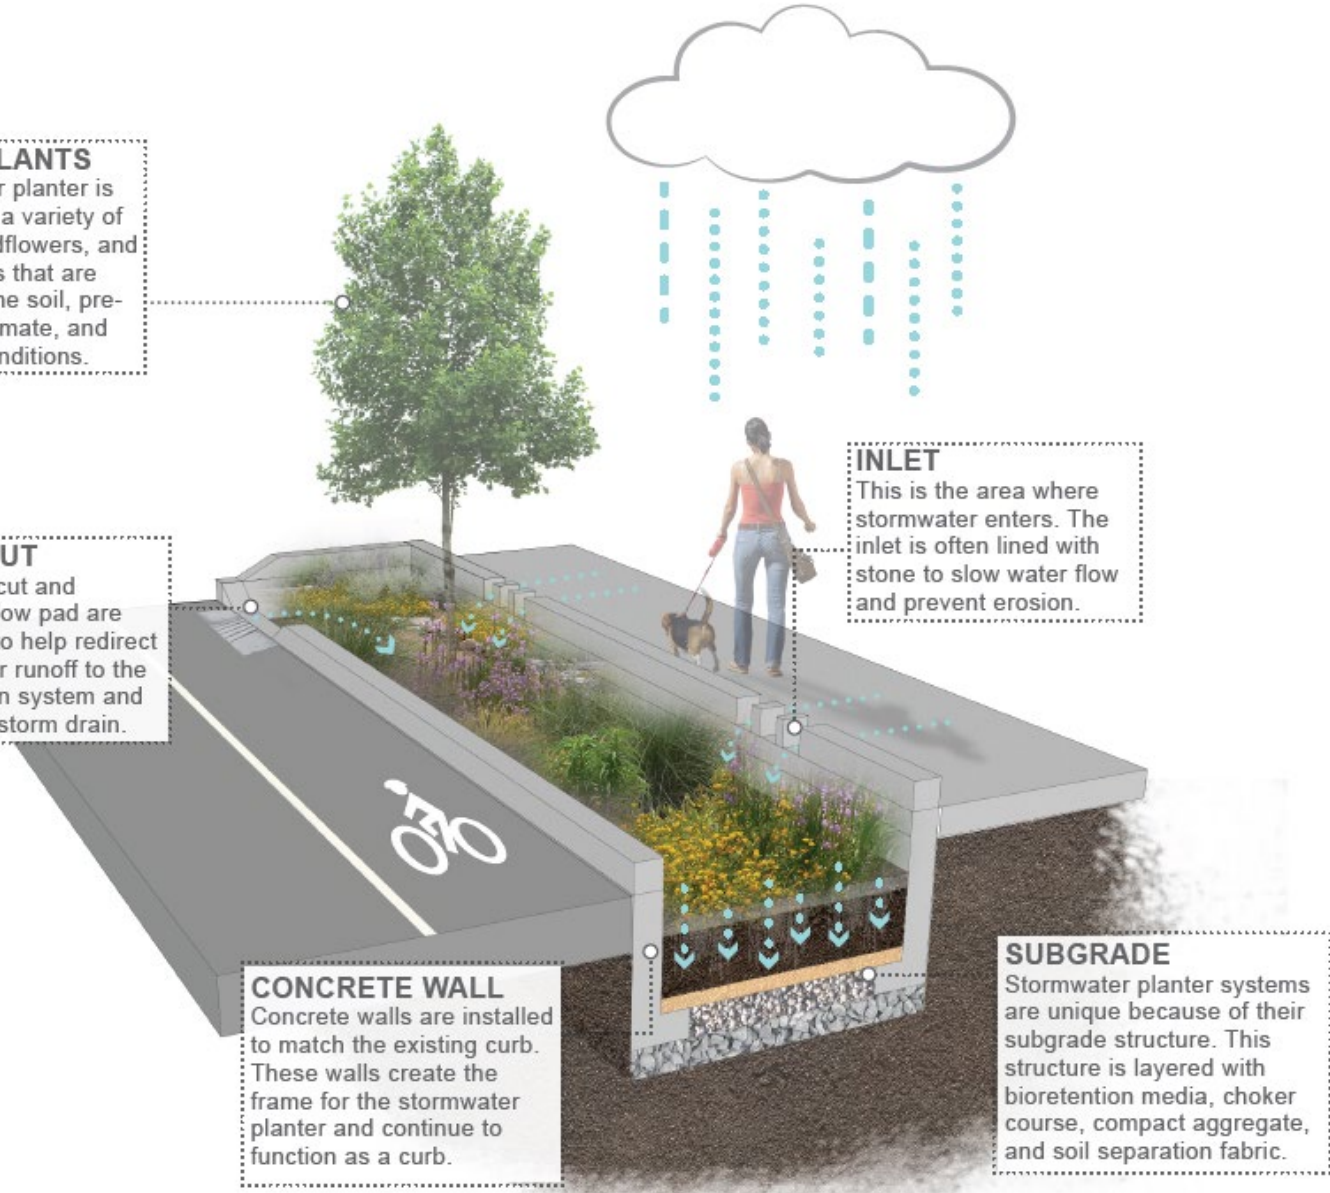 LANTS
r planter is
a variety of
dflowers, and
s that are
ne soil, pre-
mate, and
nditions.
INLET
This is the area where
stormwater enters. The
inlet is often lined with
stone to slow water flow
and prevent erosion.
UT
cut and
ow pad are
o help redirect
r runoff to the
n system and
storm drain.
CONCRETE WALL
Concrete walls are installed
to match the existing curb.
These walls create the
frame for the stormwater
planter and continue to
function as a curb.
SUBGRADE
Stormwater planter systems
are unique because of their
subgrade structure. This
structure is layered with
bioretention media, choker
course, compact aggregate,
and soil separation fabric.